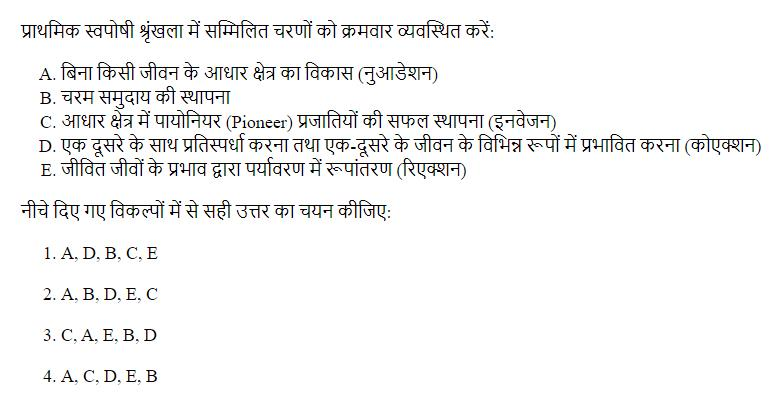 प्राथमिक स्वपोषी श्रृंखला में सम्मिलित चरणों को क्रमवार व्यवस्थित करें:
A. बिना किसी जीवन के आधार क्षेत्र का विकास (नुआडेशन)
B. चरम समुदाय की स्थापना
C. आधार क्षेत्र में पायोनियर (Pioneer) प्रजातियों की सफल स्थापना (इनवेजन)
D. एक दूसरे के साथ प्रतिस्पर्धा करना तथा एक-दूसरे के जीवन के विभिन्न रूपों में प्रभावित करना (कोएक्शन)
E. जीवित जीवों के प्रभाव द्वारा पर्यावरण में रूपांतरण (रिएक्शन)
नीचे दिए गए विकल्पों में से सही उत्तर का चयन कीजिए:
1. A, D, B, C, E
2. A, B, D, E, C
3. C, A, E, B, D
4. A, C, D, E, B